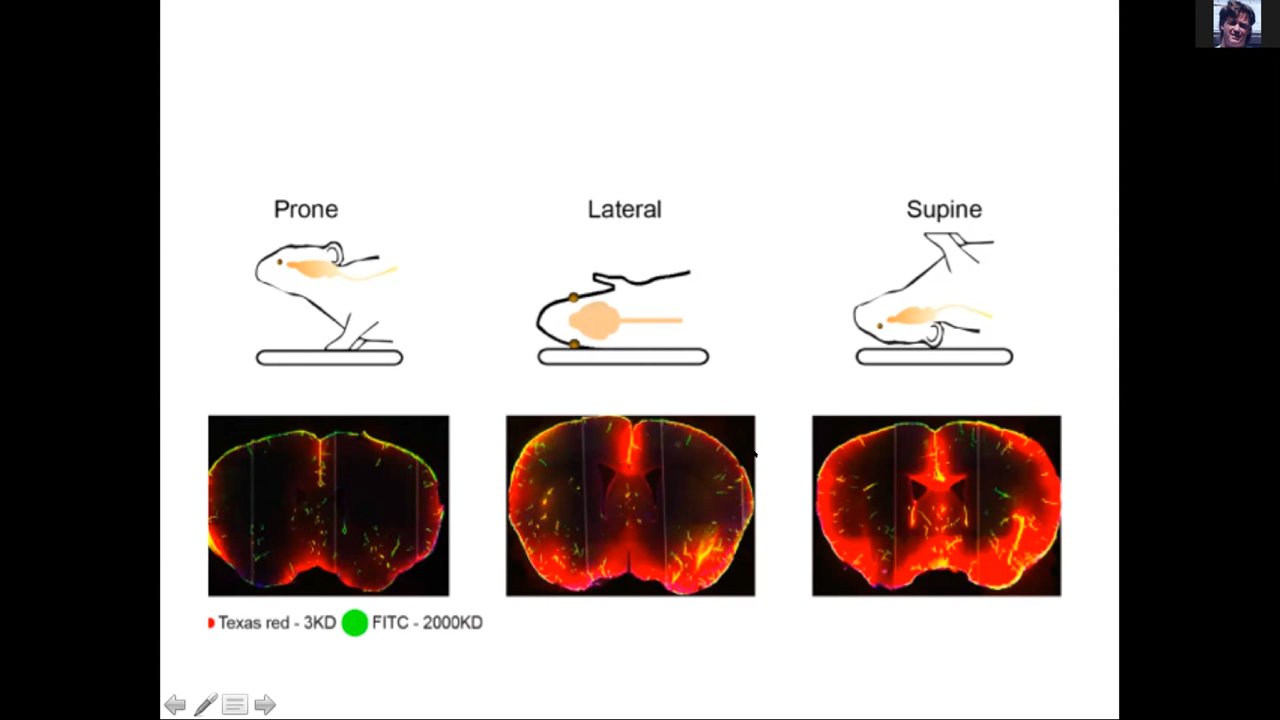 Prone
Lateral
Supine
Texas red - 3KD FITC - 2000KD